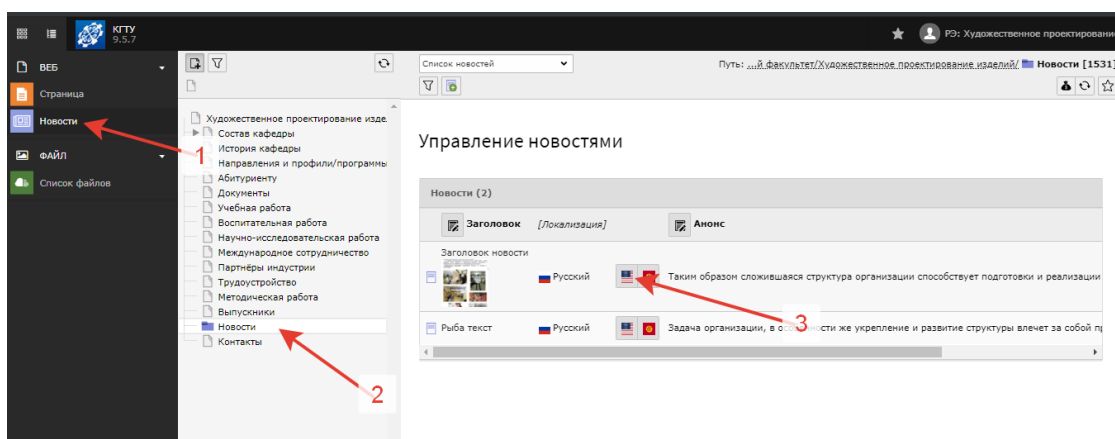 КГТУ
9.5.7
РЭ: Художественное проектирование
ВЕБ
Страница
Новости
ФАЙЛ
Список файлов
1
Художественное проектирование изде.
Состав кафедры
История кафедры
Направления и профили/программы
Абитуриенту
Документы
Учебная работа
Воспитательная работа
Научно-исследовательская работа
Международное сотрудничество
Партнёры индустрии
Трудоустройство
Методическая работа
Выпускники
Новости
Контакты
2
Список новостей
Путь: ...й факультет/Художественное проектирование изделий/ Новости [1531]
Управление новостями
Новости (2)
Заголовок [Локализация] Анонс
Заголовок новости
Русский Таким образом сложившаяся структура организации способствует подготовки и реализации
3
Рыба текст Русский Задача организации, в особенности же укрепление и развитие структуры влечет за собой